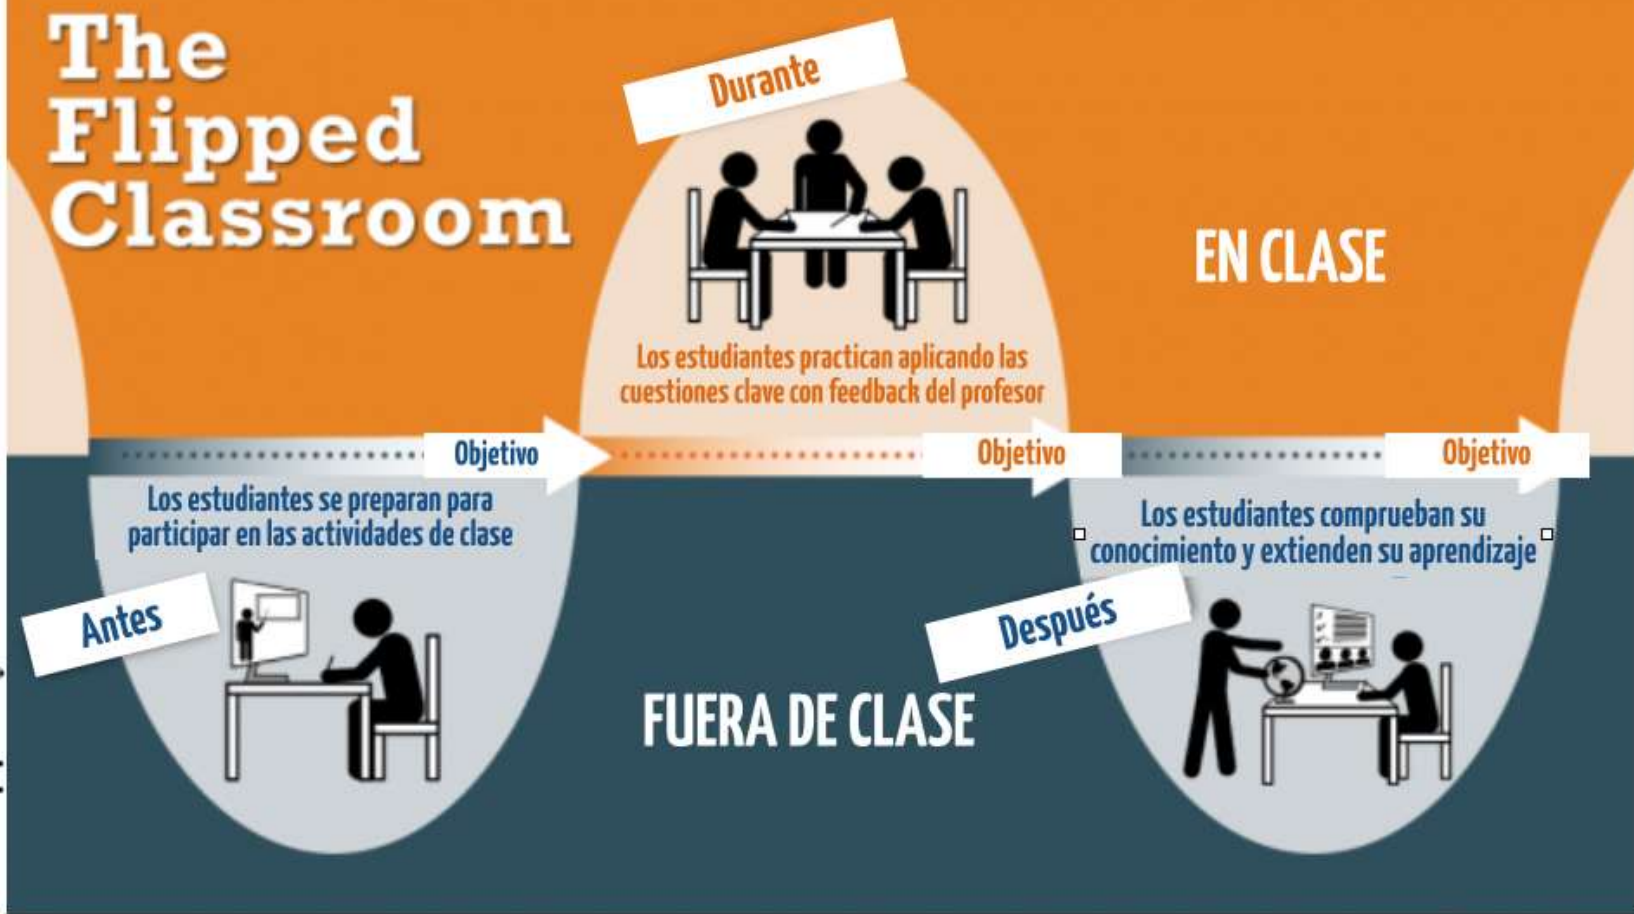 The
Flipped
Classroom
Durante
EN CLASE
Los estudiantes practican aplicando las
cuestiones clave con feedback del profesor
Objetivo
Objetivo
Objetivo
Los estudiantes se preparan para
participar en las actividades de clase
Antes
Los estudiantes comprueban su
conocimiento y extienden su aprendizaje
Después
FUERA DE CLASE